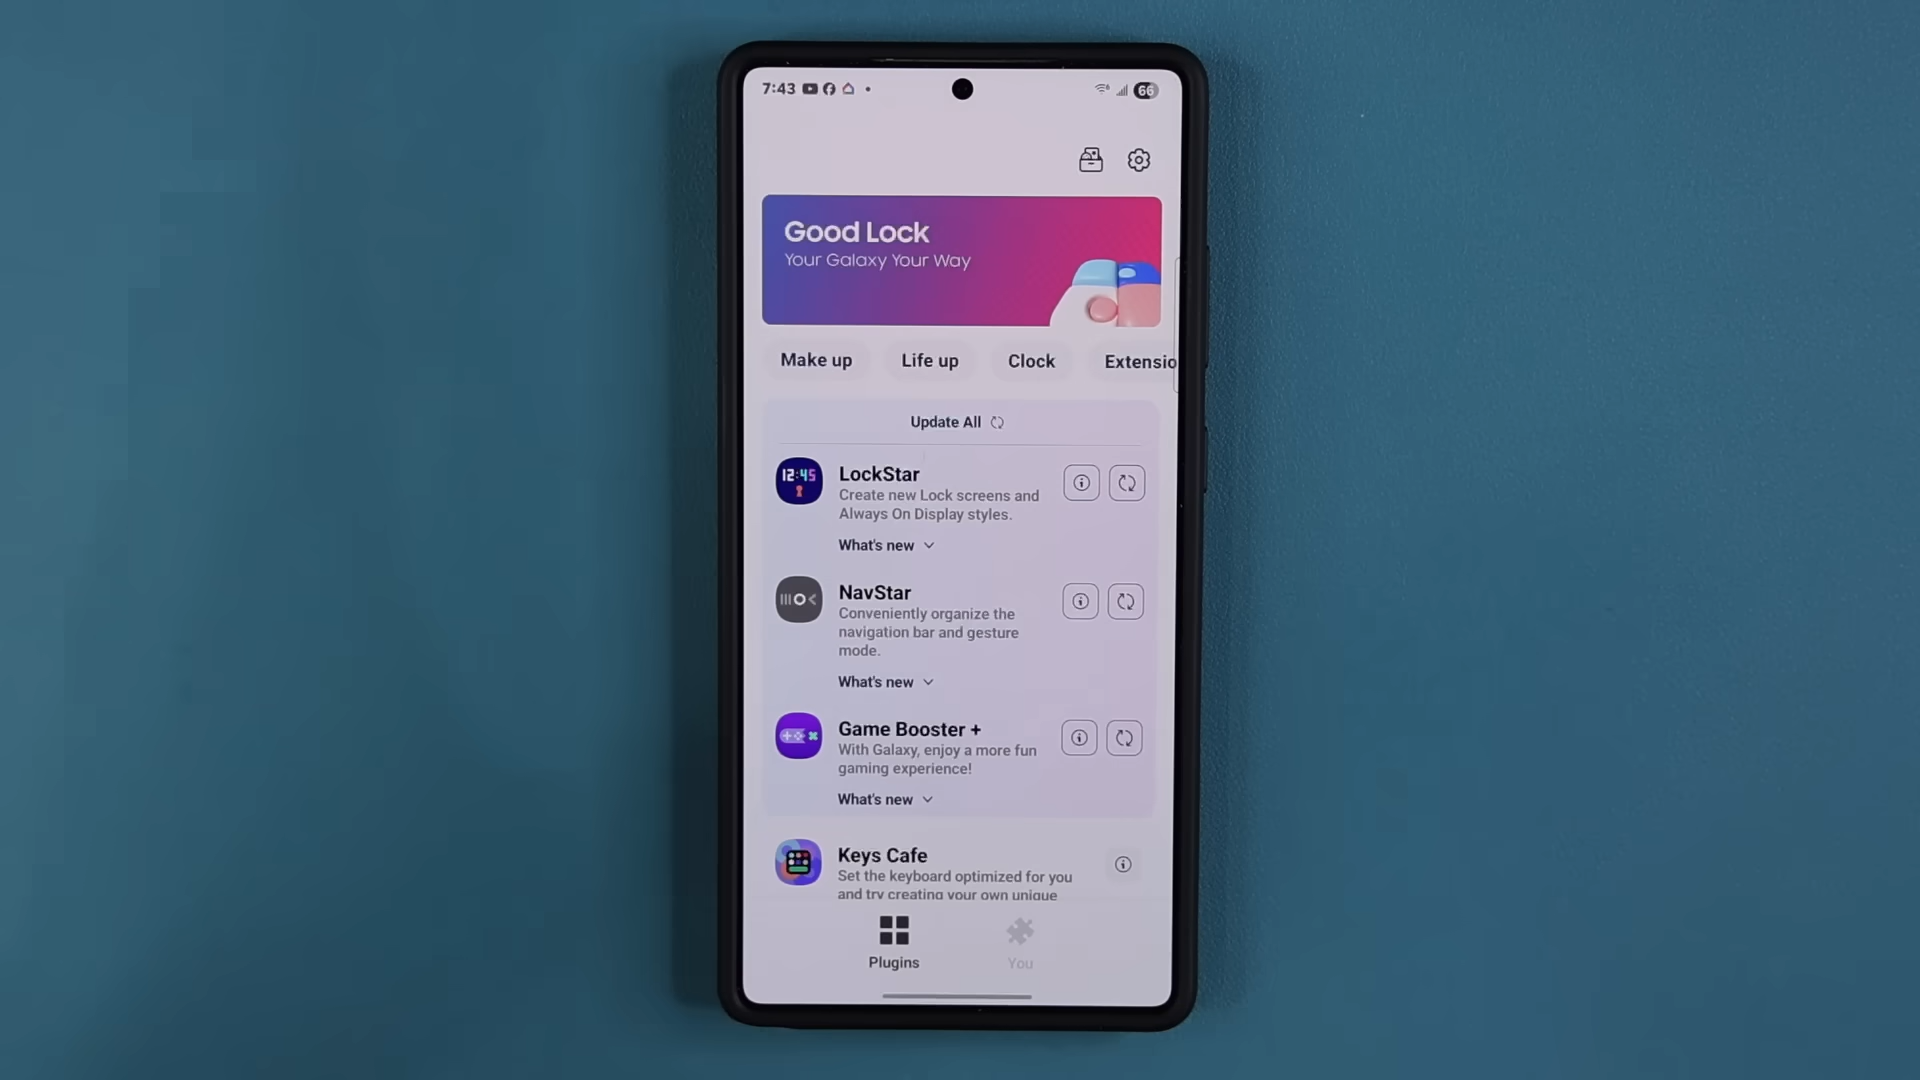 7:43
66
Good Lock
Your Galaxy Your Way
Make up Life up Clock Extensio
Update All
12:45
LockStar
Create new Lock screens and
Always On Display styles.
What's new
NavStar
Conveniently organize the
navigation bar and gesture
mode.
What's new
Game Booster +
With Galaxy, enjoy a more fun
gaming experience!
What's new
Keys Cafe
Set the keyboard optimized for you
and try creating your own unique
Plugins You